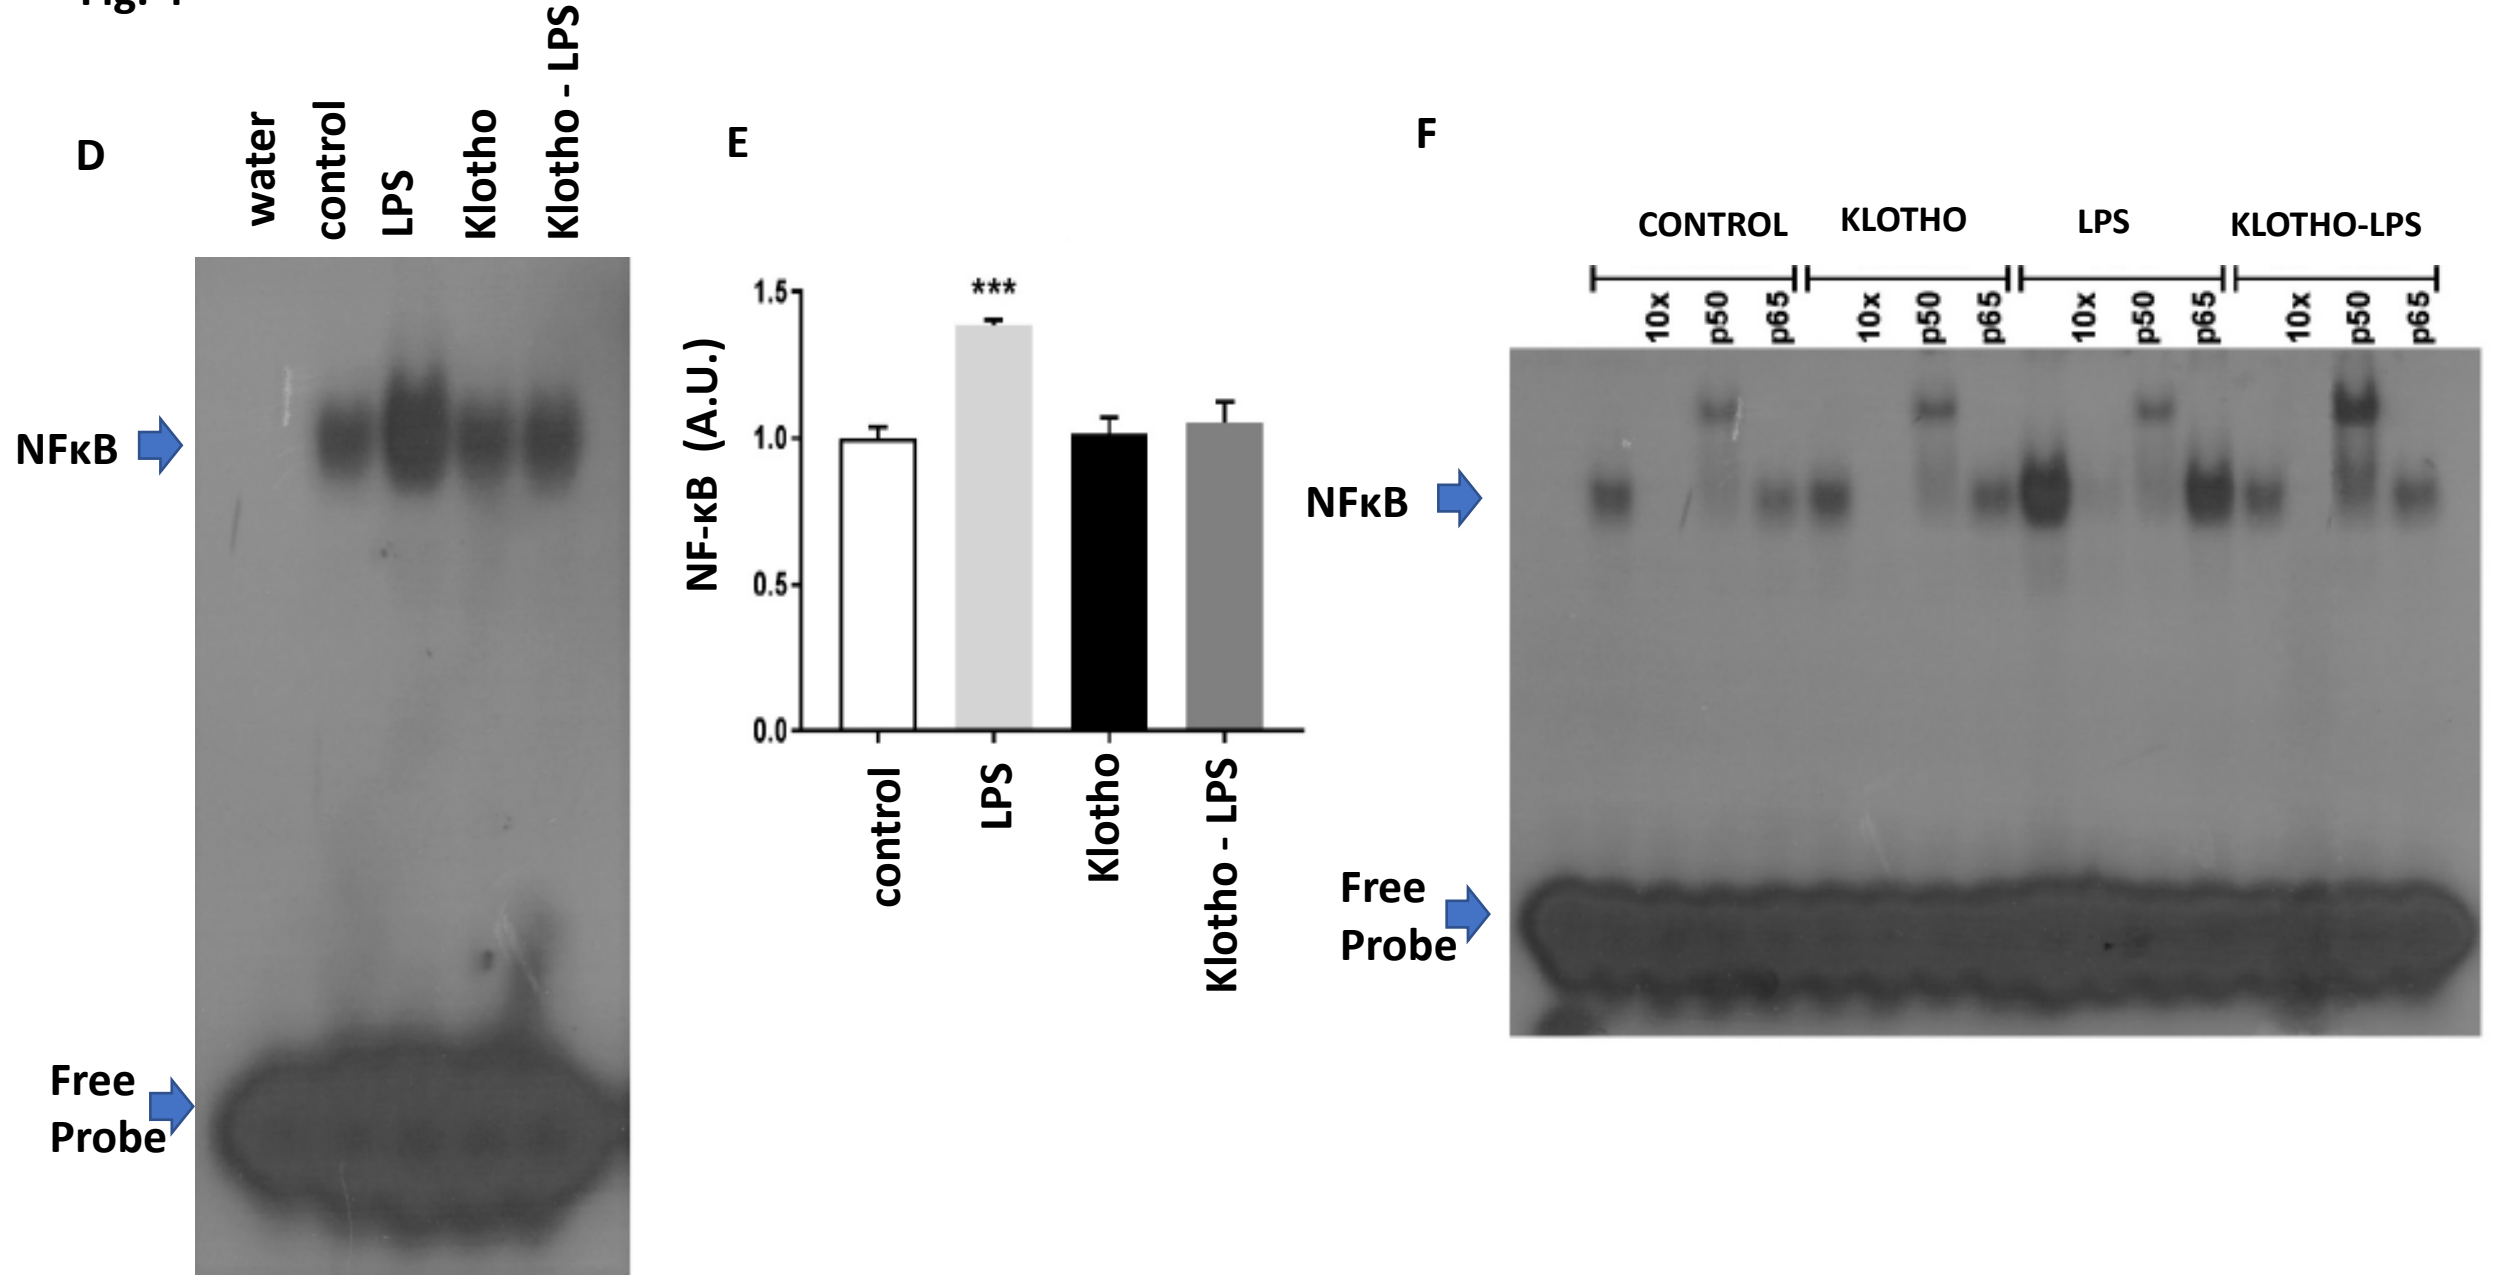 D
water
control
LPS
Klotho
Klotho - LPS
NFκB
Free
Probe
E
NF-κB (A.U.)
1.5
1.0
0.5
0.0
***
control
LPS
Klotho
Klotho - LPS
F
CONTROL
KLOTHO
LPS
KLOTHO-LPS
10x
p50
p65
10x
p50
p65
10x
p50
p65
10x
p50
p65
NFκB
Free
Probe